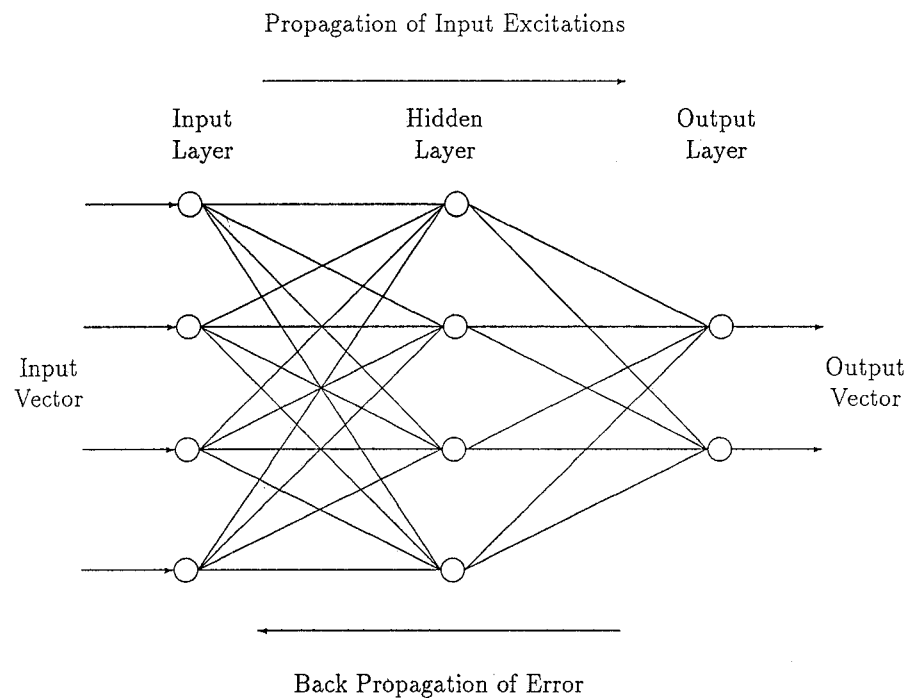 Propagation of Input Excitations
Input
Layer
Hidden
Layer
Output
Layer
Input
Vector
Output
Vector
Back Propagation of Error